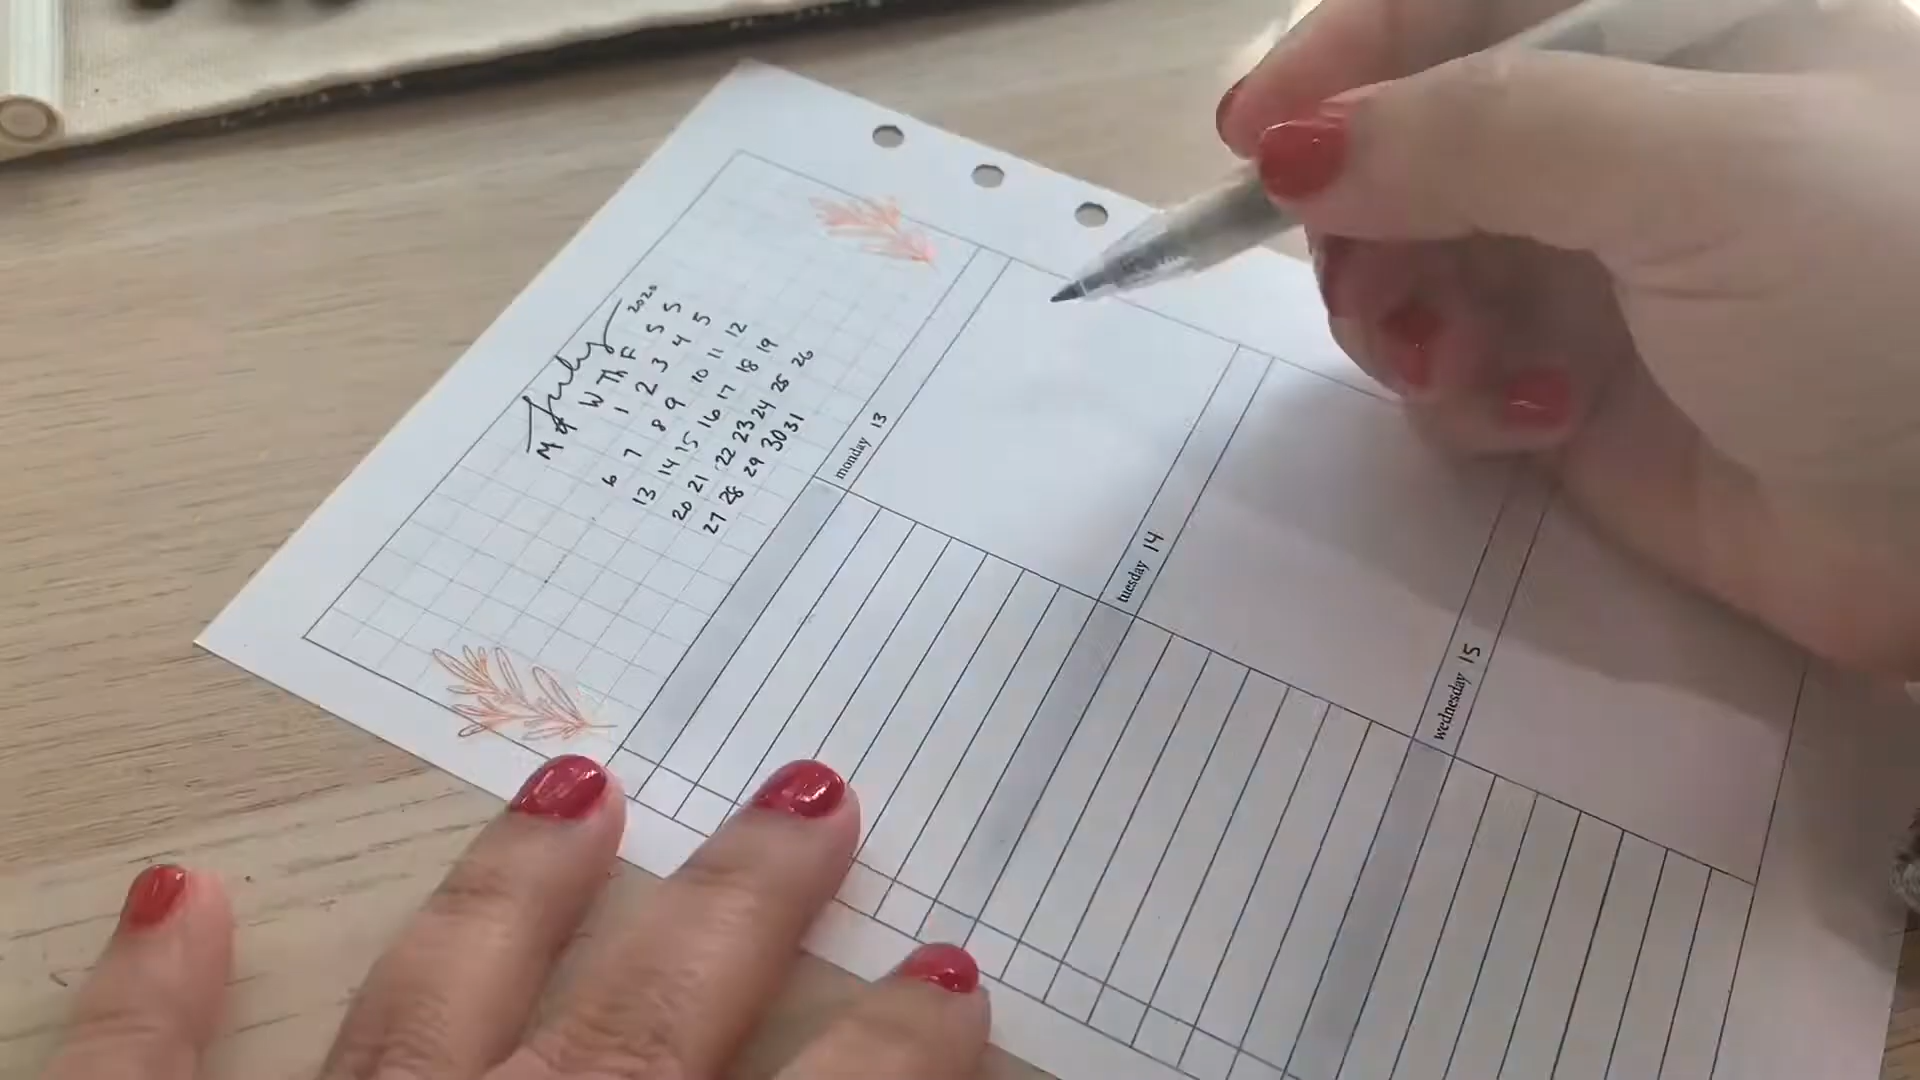 July 2020
M T W Th F S S
1 2 3 4 5
6 7 8 9 10 11 12
13 14 15 16 17 18 19
20 21 22 23 24 25 26
27 28 29 30 31
monday 13
tuesday 14
wednesday 15